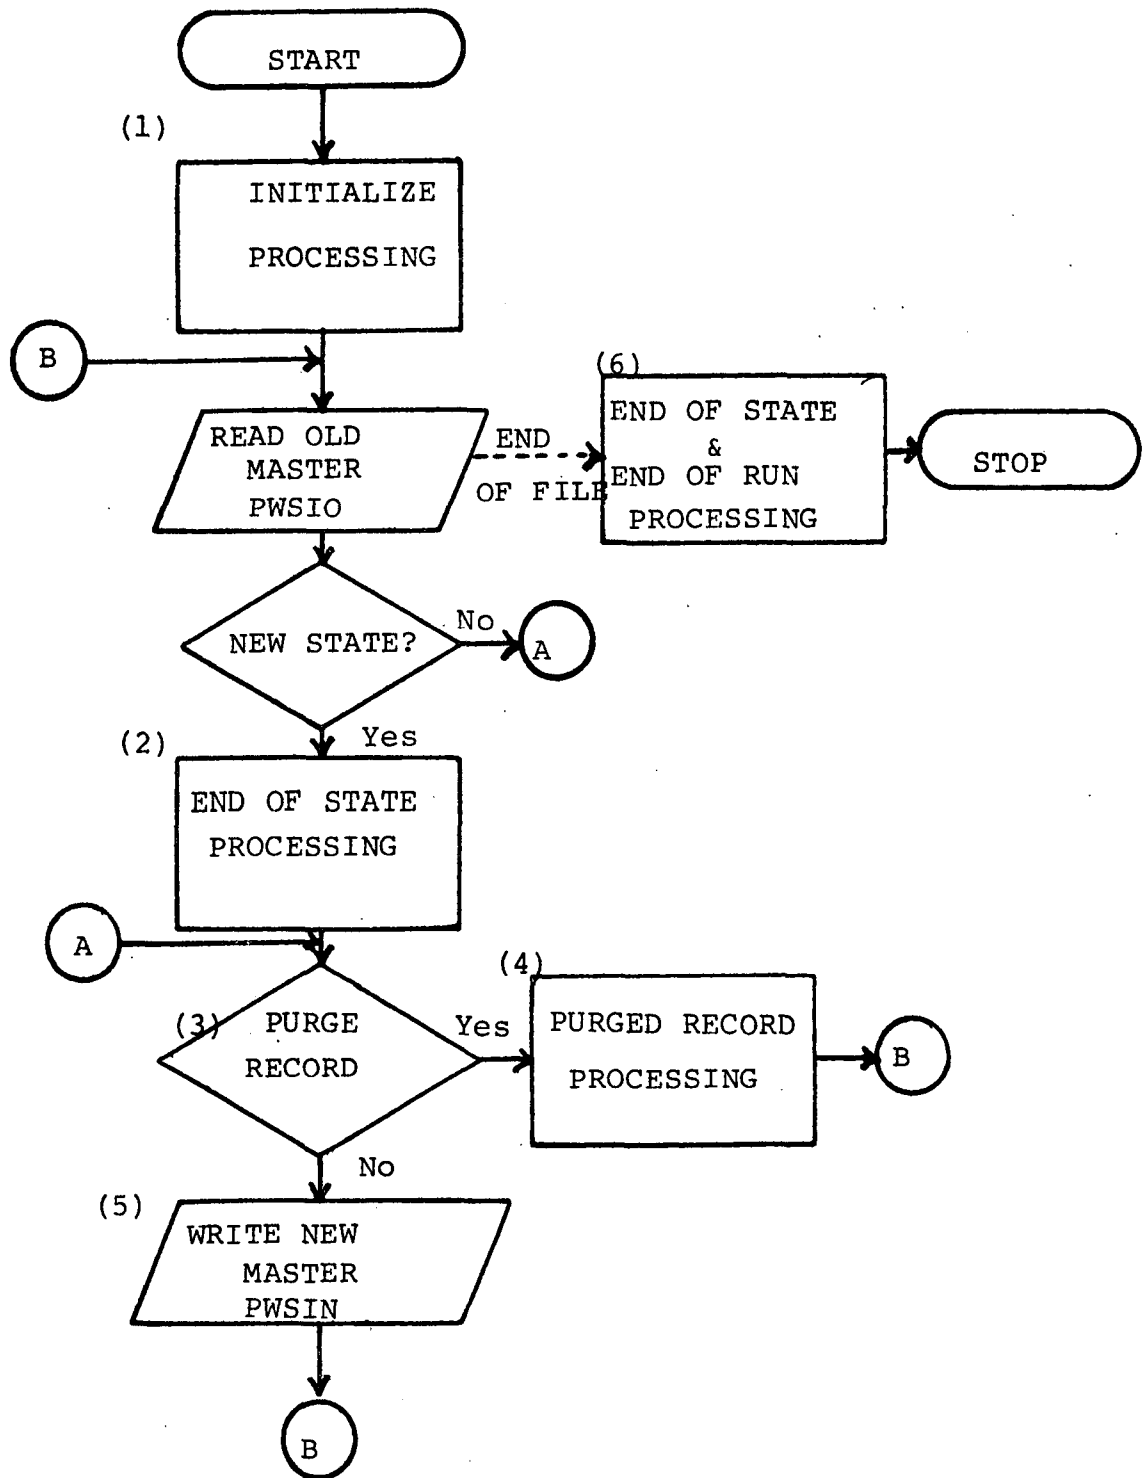 START
(1)
INITIALIZE
PROCESSING
B
READ OLD
MASTER
PWSIO
END
OF FILE
(6)
END OF STATE
&
END OF RUN
PROCESSING
STOP
NEW STATE?
No
A
Yes
(2)
END OF STATE
PROCESSING
A
(3)
PURGE
RECORD
Yes
(4)
PURGED RECORD
PROCESSING
B
No
(5)
WRITE NEW
MASTER
PWSIN
B